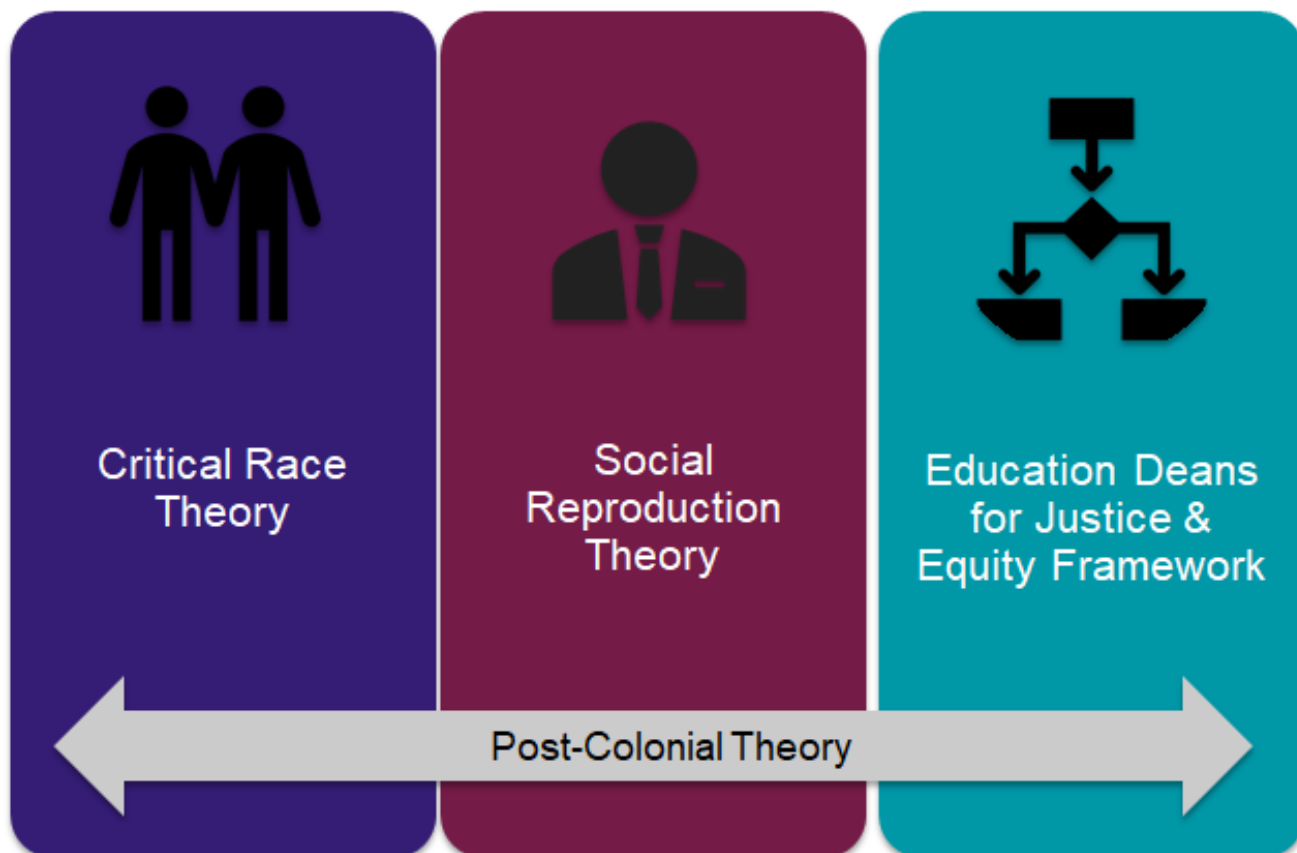 Critical Race
Theory
Social
Reproduction
Theory
Education Deans
for Justice &
Equity Framework
Post-Colonial Theory